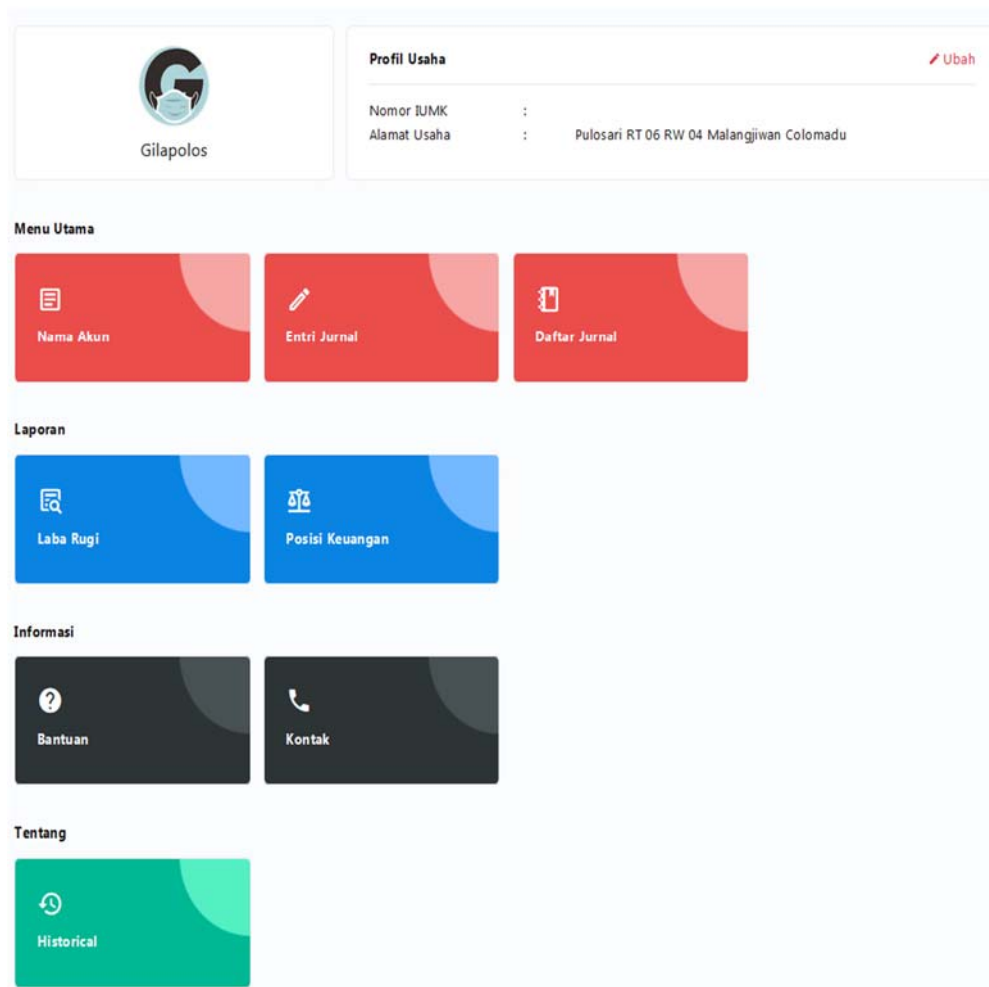 Gilapolos
Profil Usaha
Ubah
Nomor IUMK :
Alamat Usaha : Pulosari RT 06 RW 04 Malangjiwan Colomadu
Menu Utama
Nama Akun
Entri Jurnal
Daftar Jurnal
Laporan
Laba Rugi
Posisi Keuangan
Informasi
Bantuan
Kontak
Tentang
Historical